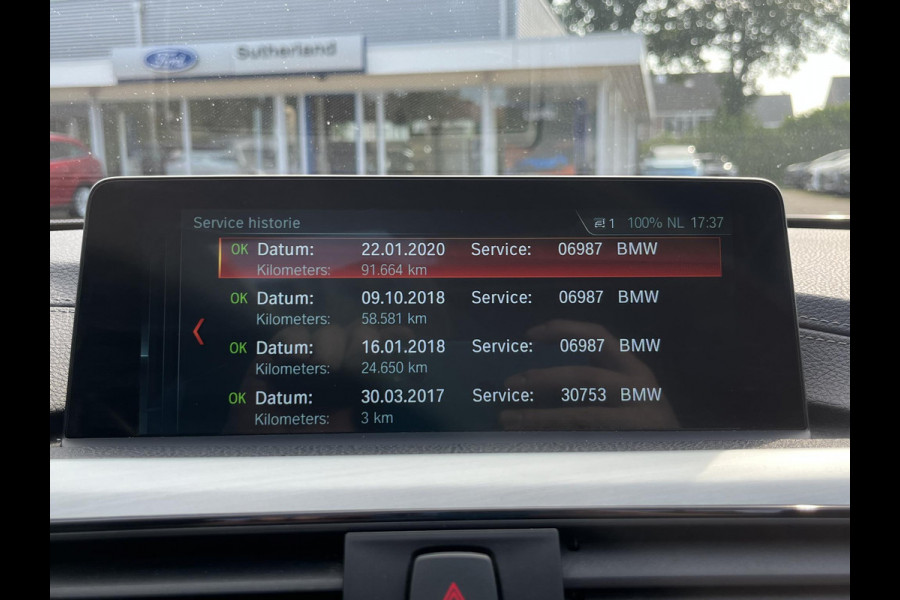 Ford Sutherland
Service historie 1 100% NL 17:37
OK Datum: 22.01.2020 Service: 06987 BMW
Kilometers: 91.664 km
OK Datum: 09.10.2018 Service: 06987 BMW
Kilometers: 58.581 km
OK Datum: 16.01.2018 Service: 06987 BMW
Kilometers: 24.650 km
OK Datum: 30.03.2017 Service: 30753 BMW
Kilometers: 3 km